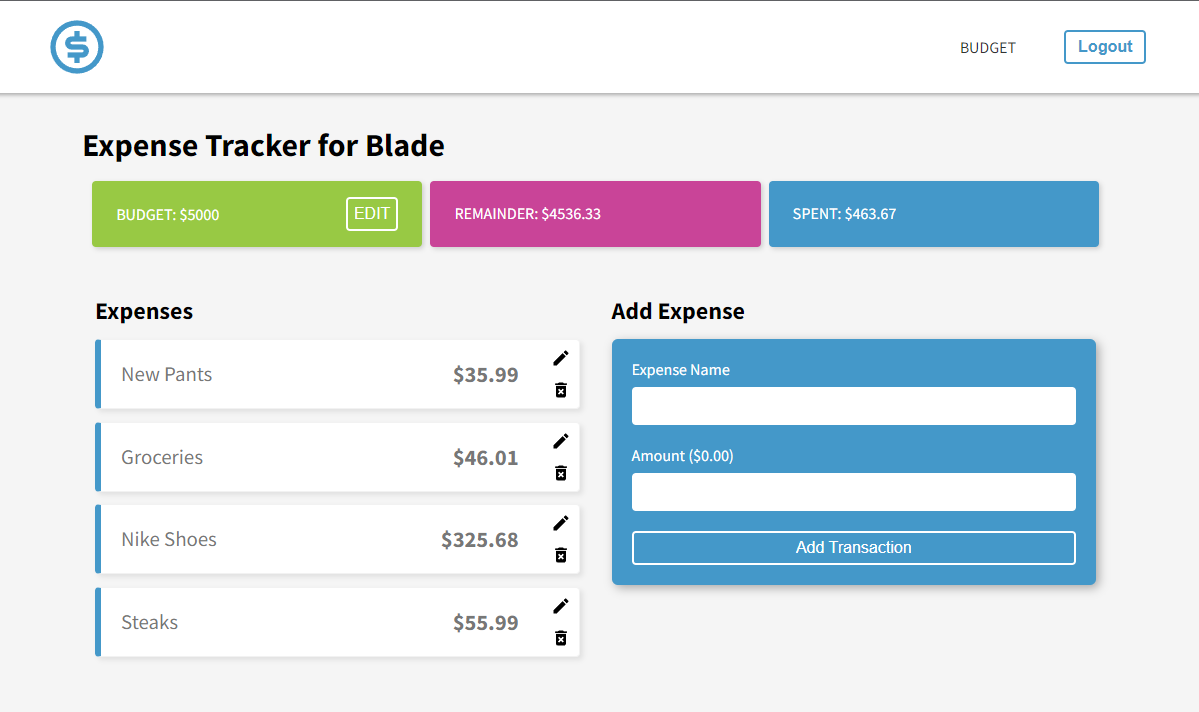 $
BUDGET
Logout
Expense Tracker for Blade
BUDGET: $5000
EDIT
REMAINDER: $4536.33
SPENT: $463.67
Expenses
New Pants $35.99
Groceries $46.01
Nike Shoes $325.68
Steaks $55.99
Add Expense
Expense Name
Amount ($0.00)
Add Transaction